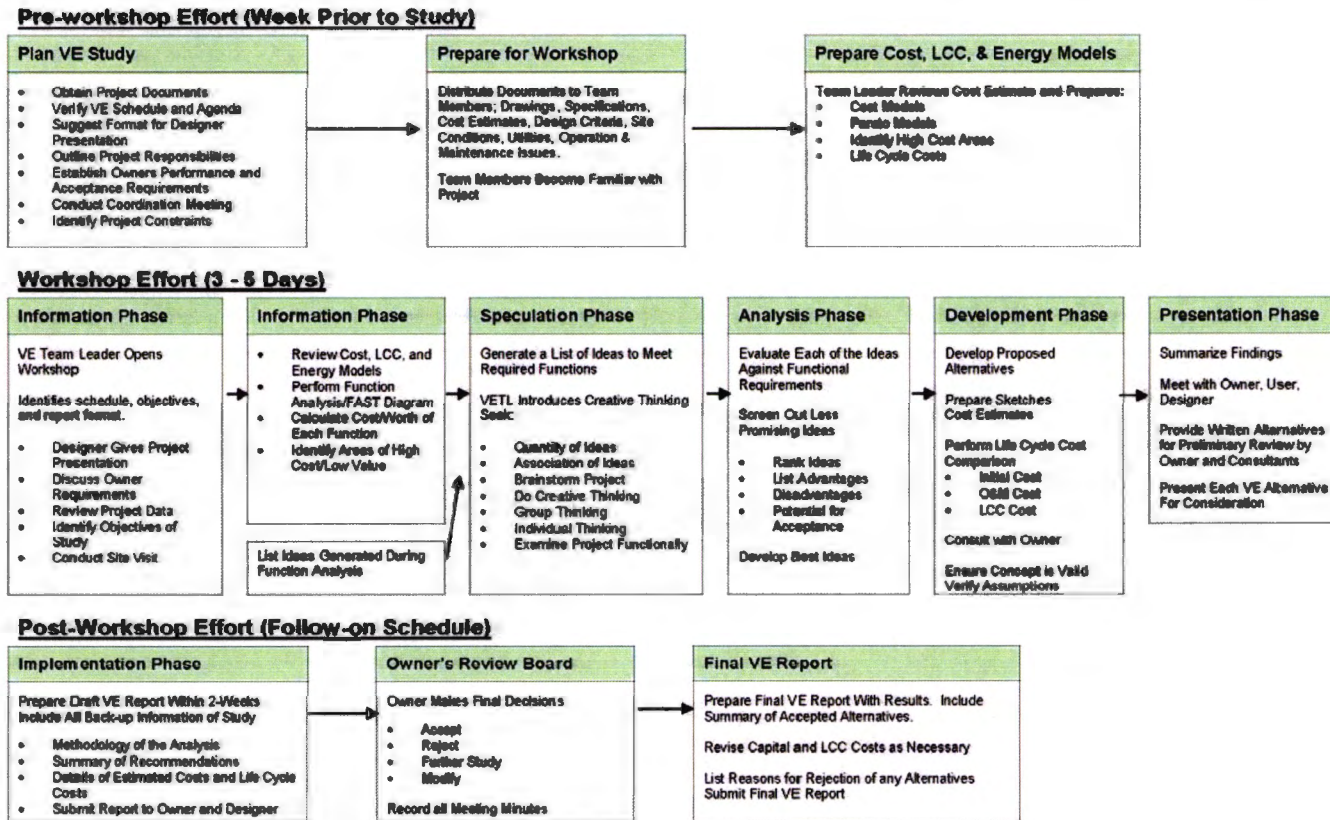 Pre-workshop Effort (Week Prior to Study)
Plan VE Study
• Obtain Project Documents
• Verify VE Schedule and Agenda
• Suggest Format for Designer
Presentation
• Outline Project Responsibilities
• Establish Owners Performance and
Acceptance Requirements
• Conduct Coordination Meeting
• Identify Project Constraints
Prepare for Workshop
Distribute Documents to Team
Members; Drawings, Specifications,
Cost Estimates, Design Criteria, Site
Conditions, Utilities, Operation &
Maintenance Issues.
Team Members Become Familiar with
Project
Prepare Cost, LCC, & Energy Models
Team Leader Reviews Cost Estimate and Prepares:
• Cost Models
• Pareto Models
• Identify High Cost Areas
• Life Cycle Costs
Workshop Effort (3 - 5 Days)
Information Phase
VE Team Leader Opens
Workshop
Identifies schedule, objectives,
and report format.
• Designer Gives Project
Presentation
• Discuss Owner
Requirements
• Review Project Data
• Identify Objectives of
Study
• Conduct Site Visit
Information Phase
• Review Cost, LCC, and
Energy Models
• Perform Function
Analysis/FAST Diagram
• Calculate Cost/Worth of
Each Function
• Identify Areas of High
Cost/Low Value
List Ideas Generated During
Function Analysis
Speculation Phase
Generate a List of Ideas to Meet
Required Functions
VETL Introduces Creative Thinking
Seek:
• Quantity of Ideas
• Association of Ideas
• Brainstorm Project
• Do Creative Thinking
• Group Thinking
• Individual Thinking
• Examine Project Functionally
Analysis Phase
Evaluate Each of the Ideas
Against Functional
Requirements
Screen Out Less
Promising Ideas
• Rank Ideas
• List Advantages
• Disadvantages
• Potential for
Acceptance
Develop Best Ideas
Development Phase
Develop Proposed
Alternatives
Prepare Sketches
Cost Estimates
Perform Life Cycle Cost
Comparison
• Initial Cost
• O&M Cost
• LCC Cost
Consult with Owner
Ensure Concept is Valid
Verify Assumptions
Presentation Phase
Summarize Findings
Meet with Owner, User,
Designer
Provide Written Alternatives
for Preliminary Review by
Owner and Consultants
Present Each VE Alternative
For Consideration
Post-Workshop Effort (Follow-on Schedule)
Implementation Phase
Prepare Draft VE Report Within 2-Weeks
Include All Back-up Information of Study
• Methodology of the Analysis
• Summary of Recommendations
• Details of Estimated Costs and Life Cycle
Costs
• Submit Report to Owner and Designer
Owner's Review Board
Owner Makes Final Decisions
• Accept
• Reject
• Further Study
• Modify
Record all Meeting Minutes
Final VE Report
Prepare Final VE Report With Results. Include
Summary of Accepted Alternatives.
Revise Capital and LCC Costs as Necessary
List Reasons for Rejection of any Alternatives
Submit Final VE Report